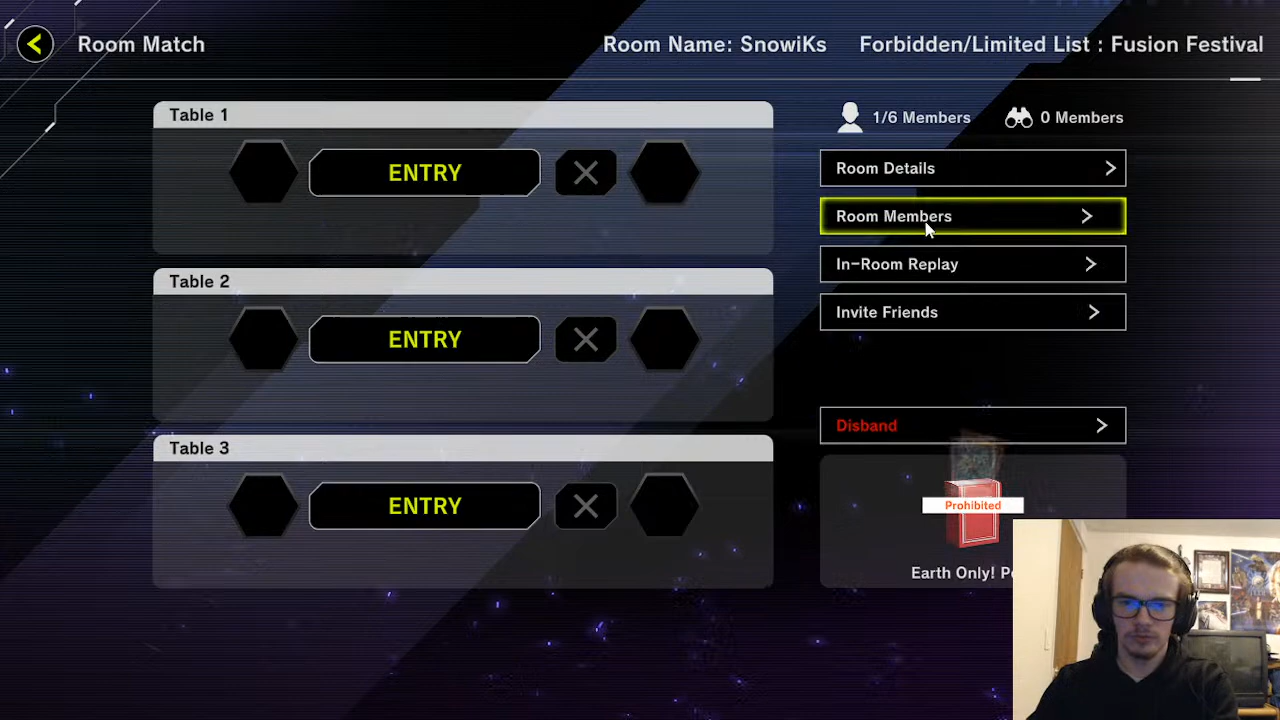 Room Match
Room Name: SnowiKs
Forbidden/Limited List : Fusion Festival
Table 1
ENTRY
Table 2
ENTRY
Table 3
ENTRY
1/6 Members
0 Members
Room Details
Room Members
In-Room Replay
Invite Friends
Disband
Prohibited
Earth Only!